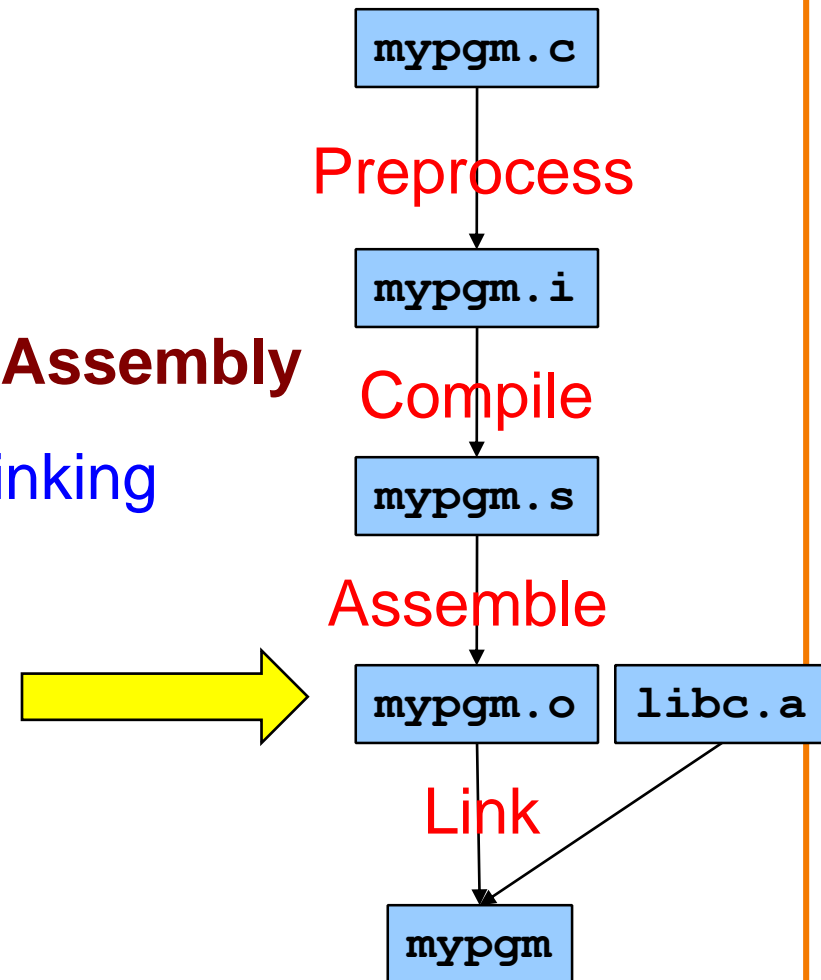 mypgm.c
Preprocess
mypgm.i
Assembly
Compile
inking
mypgm.s
Assemble
mypgm.o
libc.a
Link
mypgm